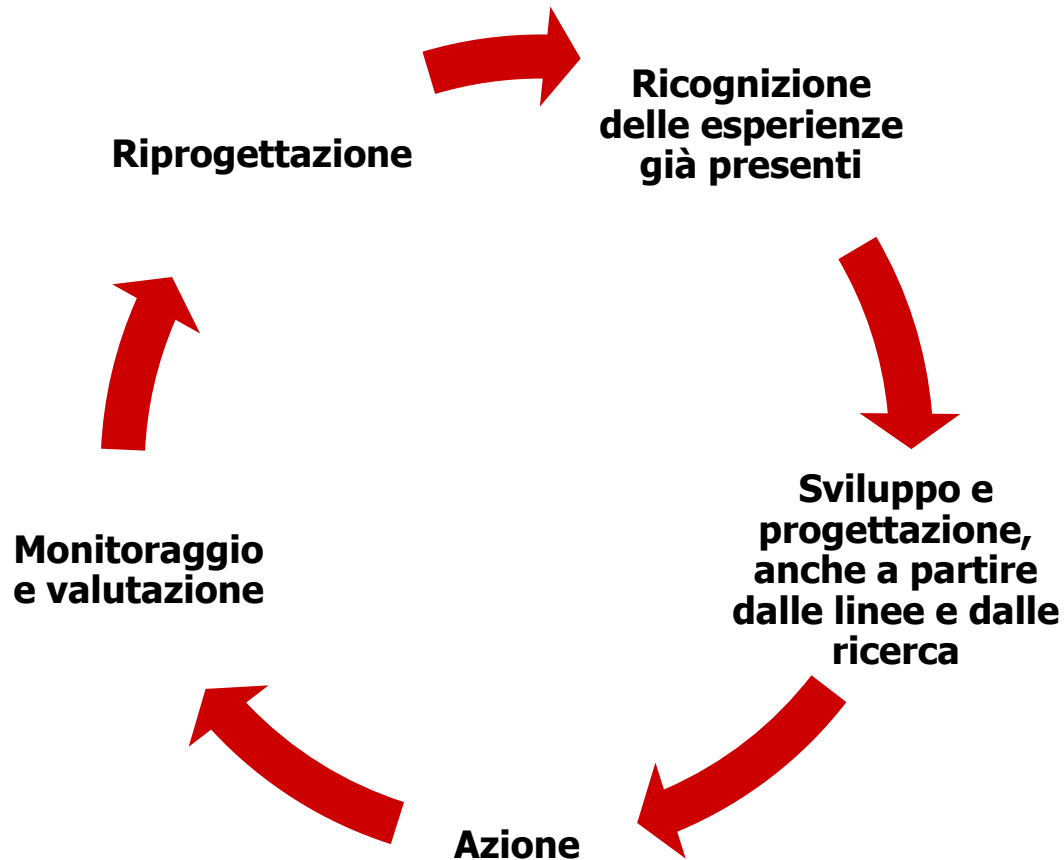 Ricognizione
delle esperienze
già presenti
Sviluppo e
progettazione,
anche a partire
dalle linee e dalle
ricerca
Azione
Monitoraggio
e valutazione
Riprogettazione